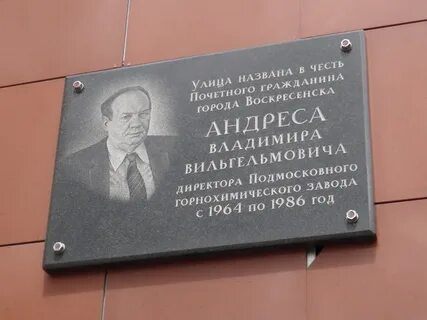 Улица названа в честь
Почетного гражданина
города Воскресенска
АНДРЕСА
Владимира
Вильгельмовича
директора Подмосковного
горнохимического завода
с 1964 по 1986 год